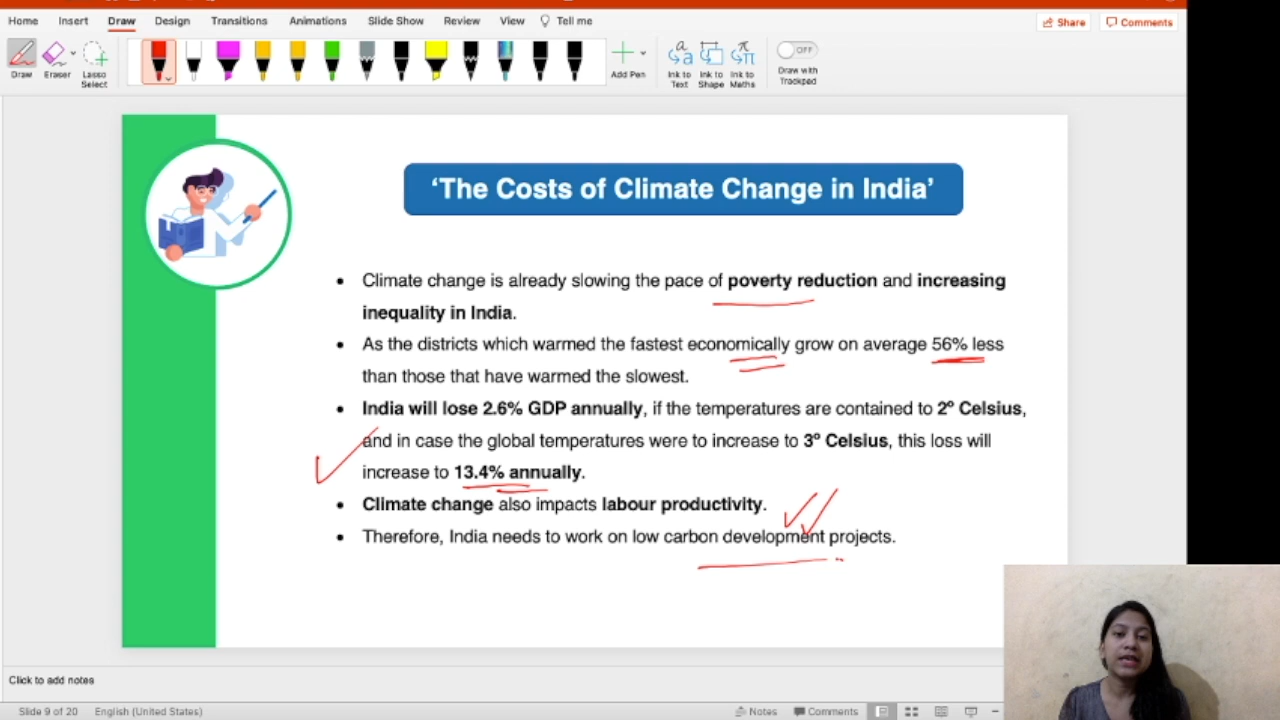 Home Insert Draw Design Transitions Animations Slide Show Review View Tell me Share Comments
Draw Eraser Lasso Select Add Pen Ink to Text Ink to Shape Ink to Maths OFF Draw with Trackpad
‘The Costs of Climate Change in India’
• Climate change is already slowing the pace of poverty reduction and increasing
inequality in India.
• As the districts which warmed the fastest economically grow on average 56% less
than those that have warmed the slowest.
• India will lose 2.6% GDP annually, if the temperatures are contained to 2º Celsius,
and in case the global temperatures were to increase to 3º Celsius, this loss will
increase to 13.4% annually.
• Climate change also impacts labour productivity.
• Therefore, India needs to work on low carbon development projects.
Click to add notes
Slide 9 of 20 English (United States) Notes Comments